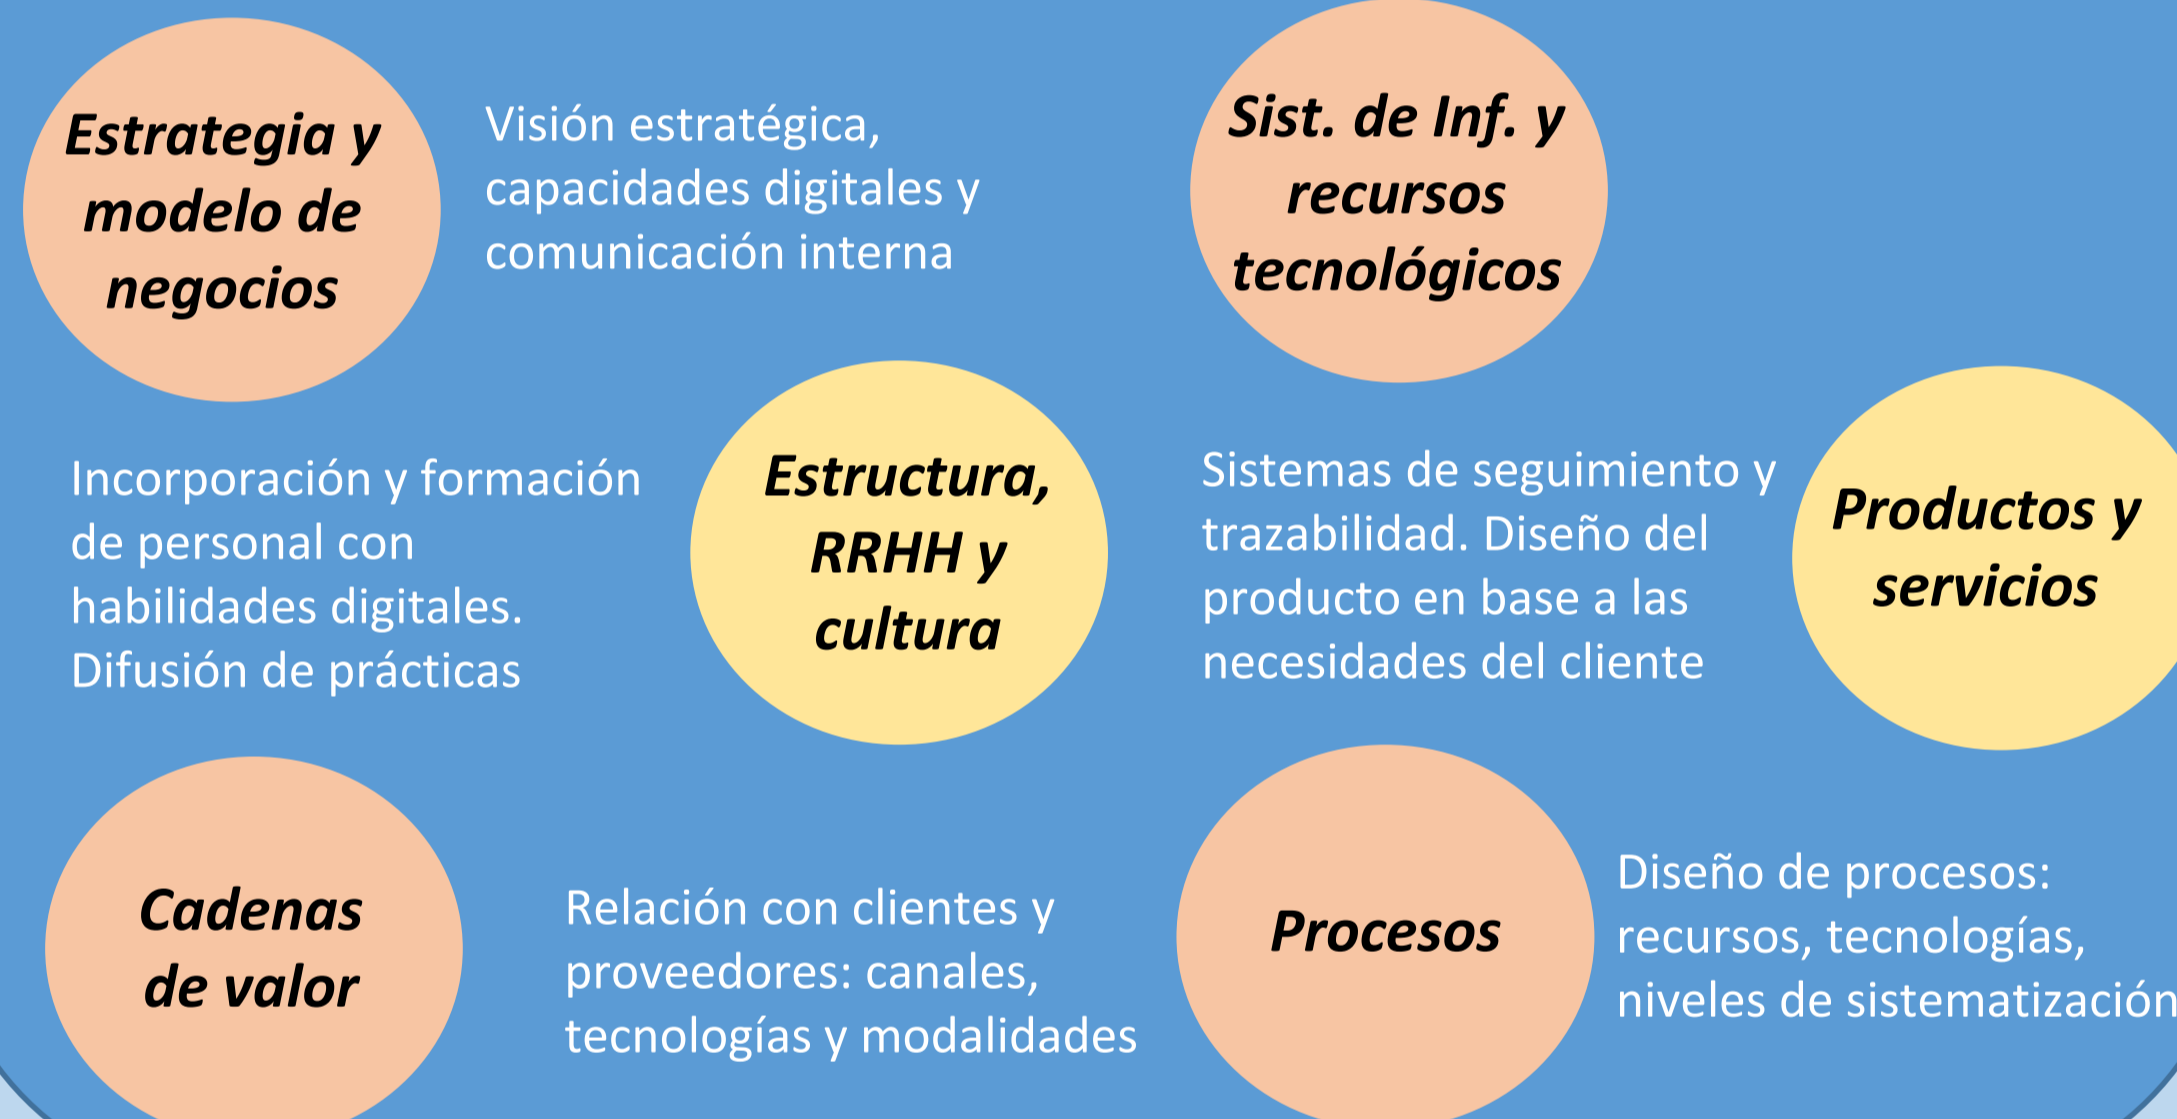 Estrategia y
modelo de
negocios
Visión estratégica,
capacidades digitales y
comunicación interna
Sist. de Inf. y
recursos
tecnológicos
Incorporación y formación
de personal con
habilidades digitales.
Difusión de prácticas
Estructura,
RRHH y
cultura
Sistemas de seguimiento y
trazabilidad. Diseño del
producto en base a las
necesidades del cliente
Productos y
servicios
Cadenas
de valor
Relación con clientes y
proveedores: canales,
tecnologías y modalidades
Procesos
Diseño de procesos:
recursos, tecnologías,
niveles de sistematización